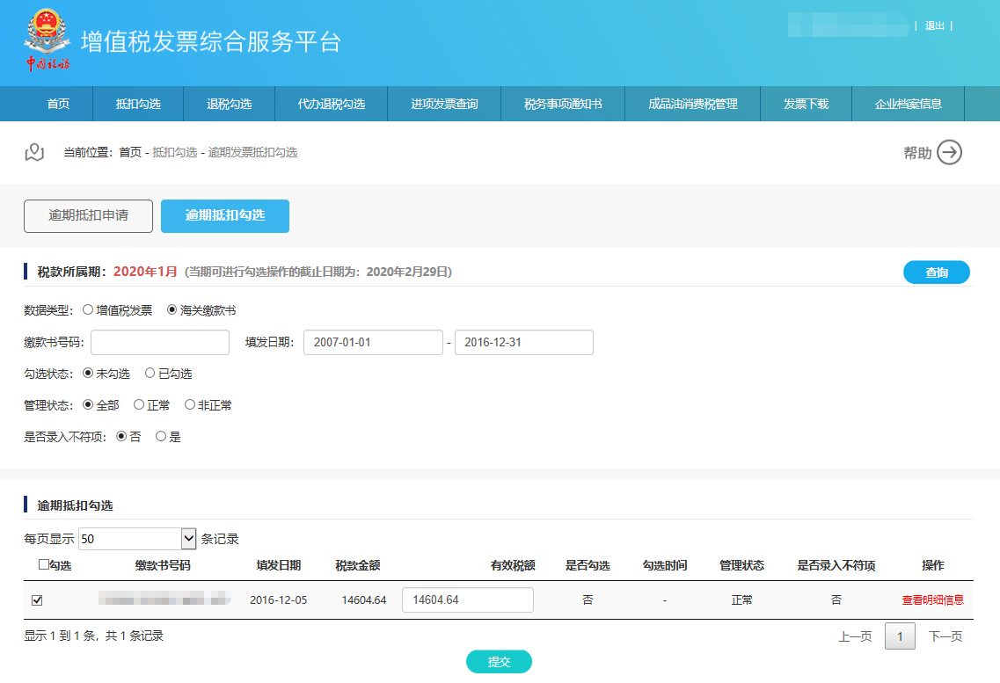 增值税发票综合服务平台
中国税务
| 退出 |
首页 抵扣勾选 退税勾选 代办退税勾选 进项发票查询 税务事项通知书 成品油消费税管理 发票下载 企业档案信息
当前位置：首页 - 抵扣勾选 - 逾期发票抵扣勾选
帮助
逾期抵扣申请 逾期抵扣勾选
税款所属期：2020年1月 (当期可进行勾选操作的截止日期为：2020年2月29日)
查询
数据类型： 增值税发票 海关缴款书
缴款书号码： 填发日期： 2007-01-01 - 2016-12-31
勾选状态： 未勾选 已勾选
管理状态： 全部 正常 非正常
是否录入不符项： 否 是
逾期抵扣勾选
每页显示 50 条记录
勾选 缴款书号码 填发日期 税款金额 有效税额 是否勾选 勾选时间 管理状态 是否录入不符项 操作
2016-12-05 14604.64 14604.64 否 - 正常 否 查看明细信息
显示 1 到 1 条，共 1 条记录
上一页 1 下一页
提交